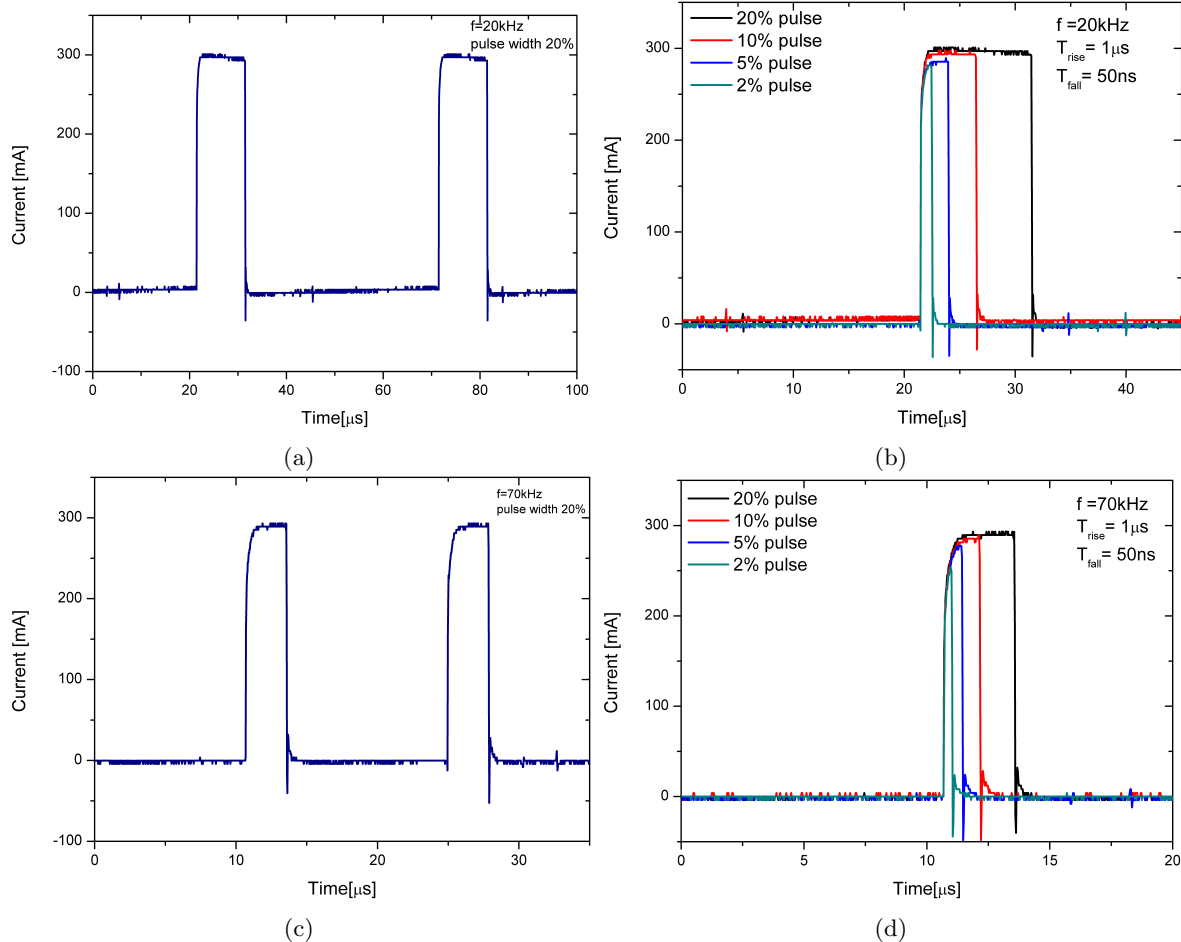 f=20kHz
pulse width 20%
400
300
200
100
0
-100
0 20 40 60 80 100
Current [mA]
Time[μs]
(a)
20% pulse
10% pulse
5% pulse
2% pulse
f =20kHz
Trise= 1μs
Tfall= 50ns
300
200
100
0
0 10 20 30 40
Current [mA]
Time[μs]
(b)
f=70kHz
pulse width 20%
300
200
100
0
-100
0 10 20 30
Current [mA]
Time[μs]
(c)
20% pulse
10% pulse
5% pulse
2% pulse
f =70kHz
Trise= 1μs
Tfall= 50ns
300
200
100
0
0 5 10 15 20
Current [mA]
Time[μs]
(d)